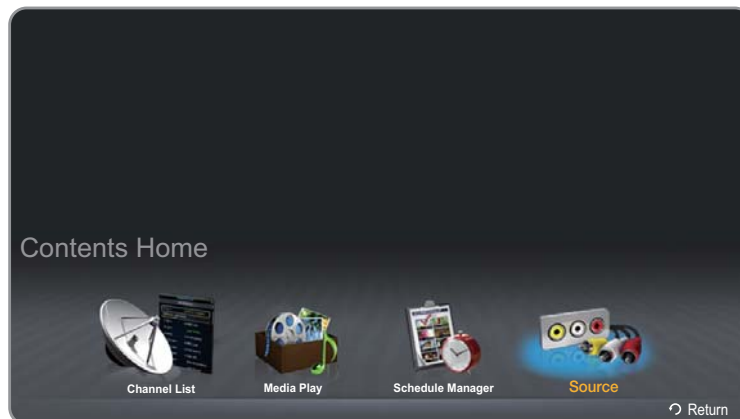 Contents Home
Channel List
Media Play
Schedule Manager
Source
Return